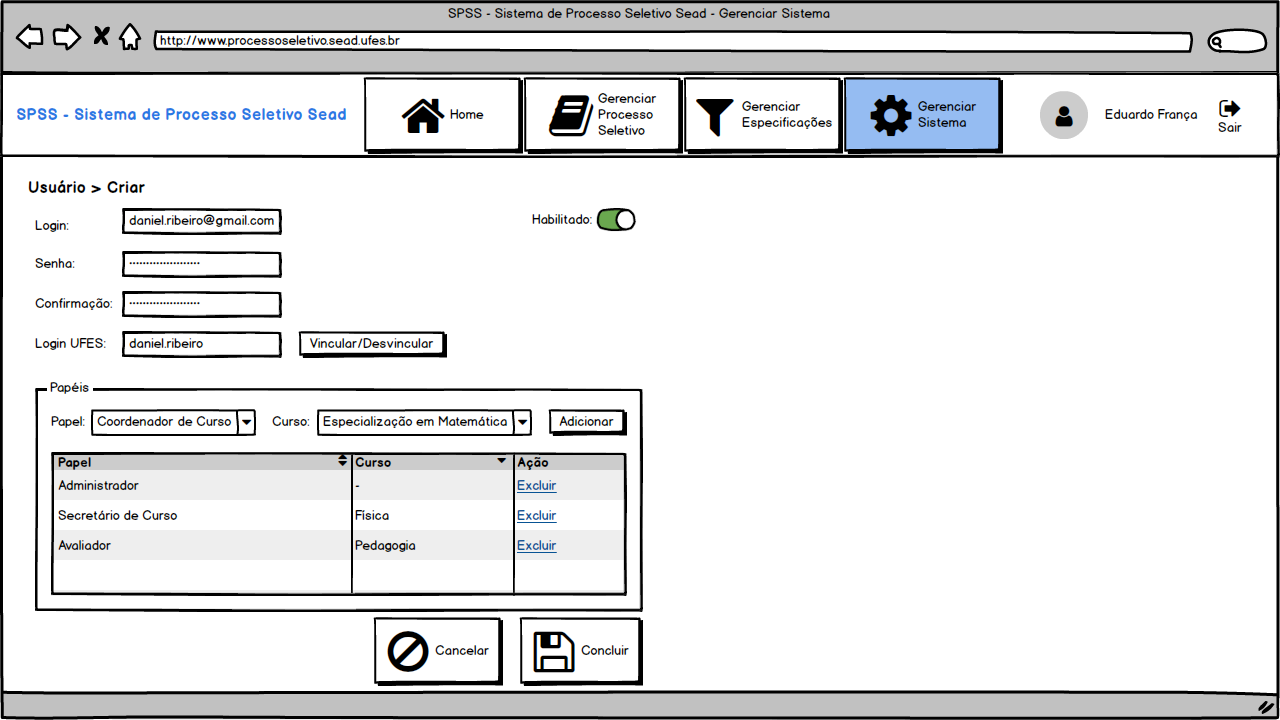 SPSS - Sistema de Processo Seletivo Sead - Gerenciar Sistema
http://www.processoseletivo.sead.ufes.br
SPSS - Sistema de Processo Seletivo Sead
Home
Gerenciar
Processo
Seletivo
Gerenciar
Especificações
Gerenciar
Sistema
Eduardo França
Sair
Usuário > Criar
Login: daniel.ribeiro@gmail.com
Habilitado:
Senha: ····················
Confirmação: ····················
Login UFES: daniel.ribeiro Vincular/Desvincular
Papéis
Papel: Coordenador de Curso Curso: Especialização em Matemática Adicionar
Papel Curso Ação
Administrador - Excluir
Secretário de Curso Física Excluir
Avaliador Pedagogia Excluir
Cancelar Concluir